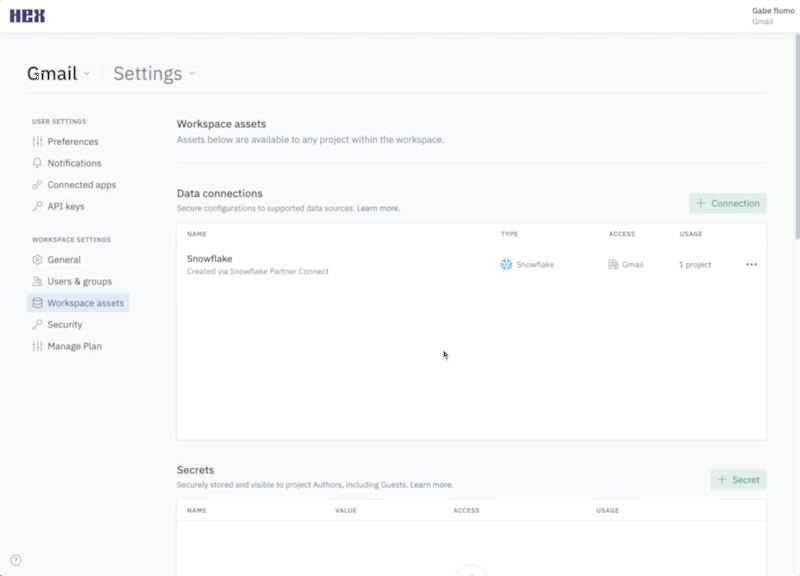 HEX
Gabe flomo
Gmail
Gmail
Settings
USER SETTINGS
Preferences
Notifications
Connected apps
API keys
WORKSPACE SETTINGS
General
Users & groups
Workspace assets
Security
Manage Plan
Workspace assets
Assets below are available to any project within the workspace.
Data connections
Secure configurations to supported data sources. Learn more.
+ Connection
NAME TYPE ACCESS USAGE
Snowflake
Created via Snowflake Partner Connect
Snowflake
Gmail
1 project
Secrets
Securely stored and visible to project Authors, including Guests. Learn more.
+ Secret
NAME VALUE ACCESS USAGE